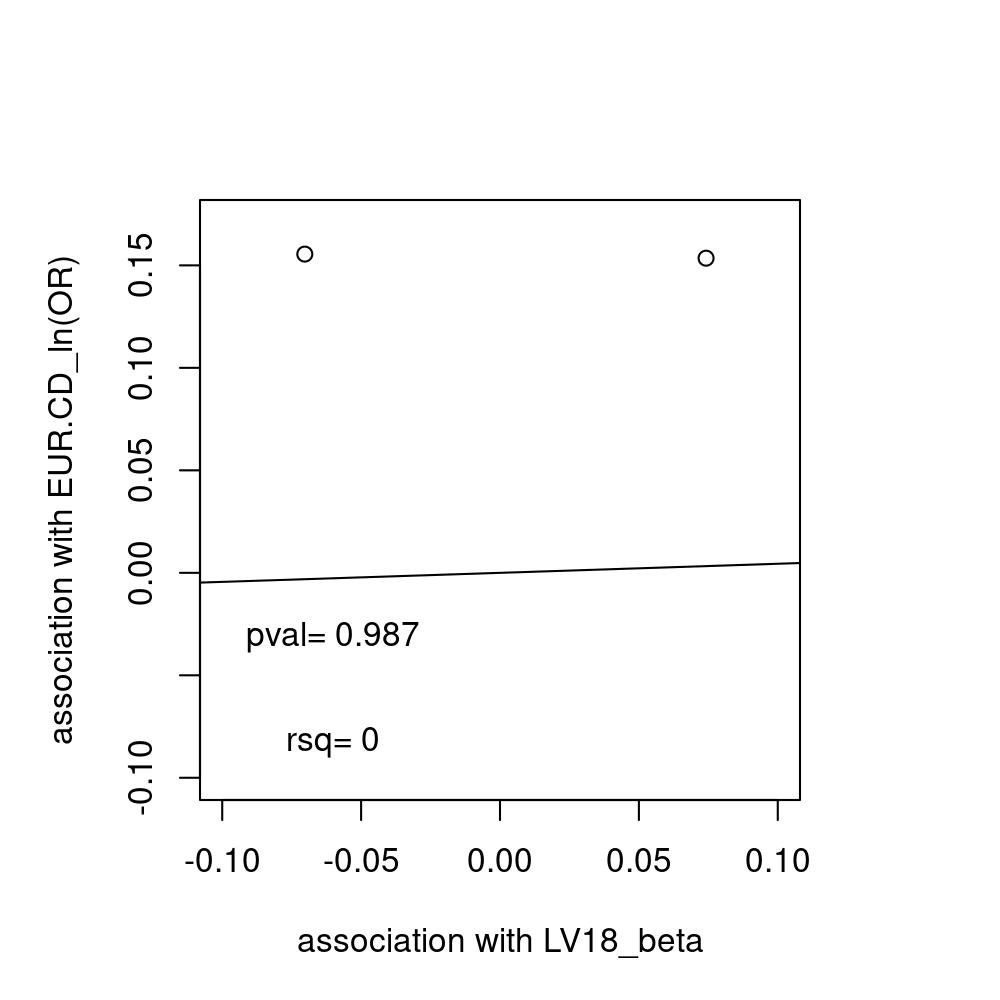 association with EUR.CD_ln(OR)
0.15
0.10
0.05
0.00
-0.10
pval= 0.987
rsq= 0
-0.10 -0.05 0.00 0.05 0.10
association with LV18_beta